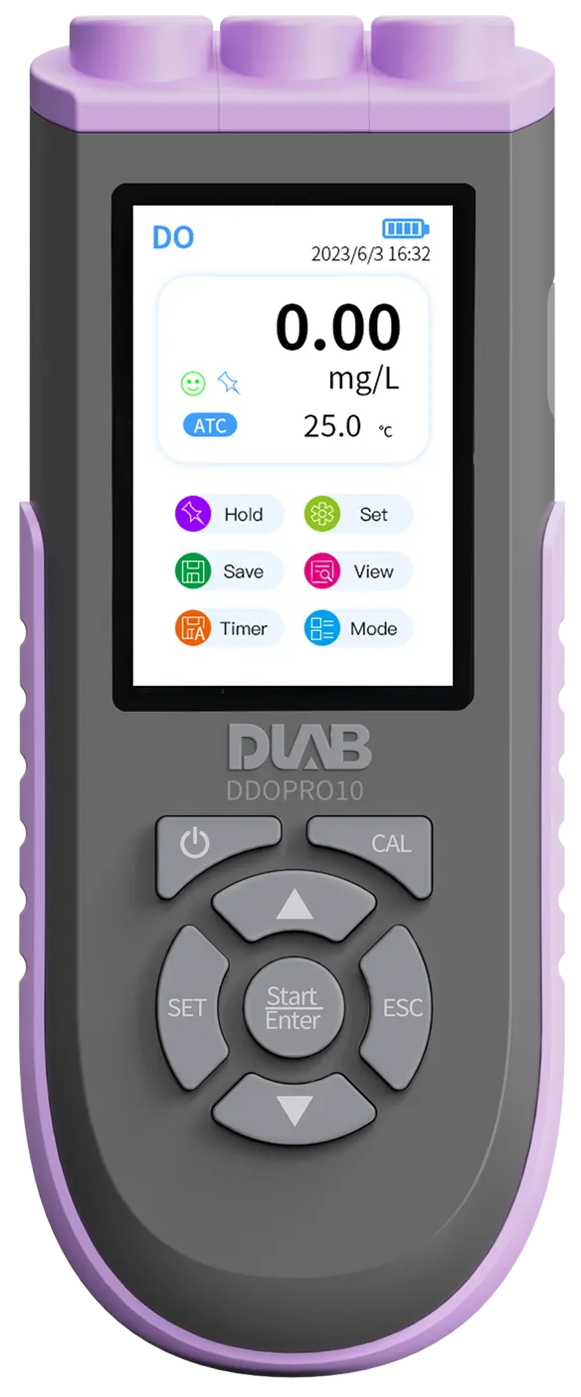 DO
2023/6/3 16:32
0.00
mg/L
ATC 25.0 ℃
Hold Set
Save View
Timer Mode
DLAB
DDOPRO10
CAL
SET Start ESC
Enter